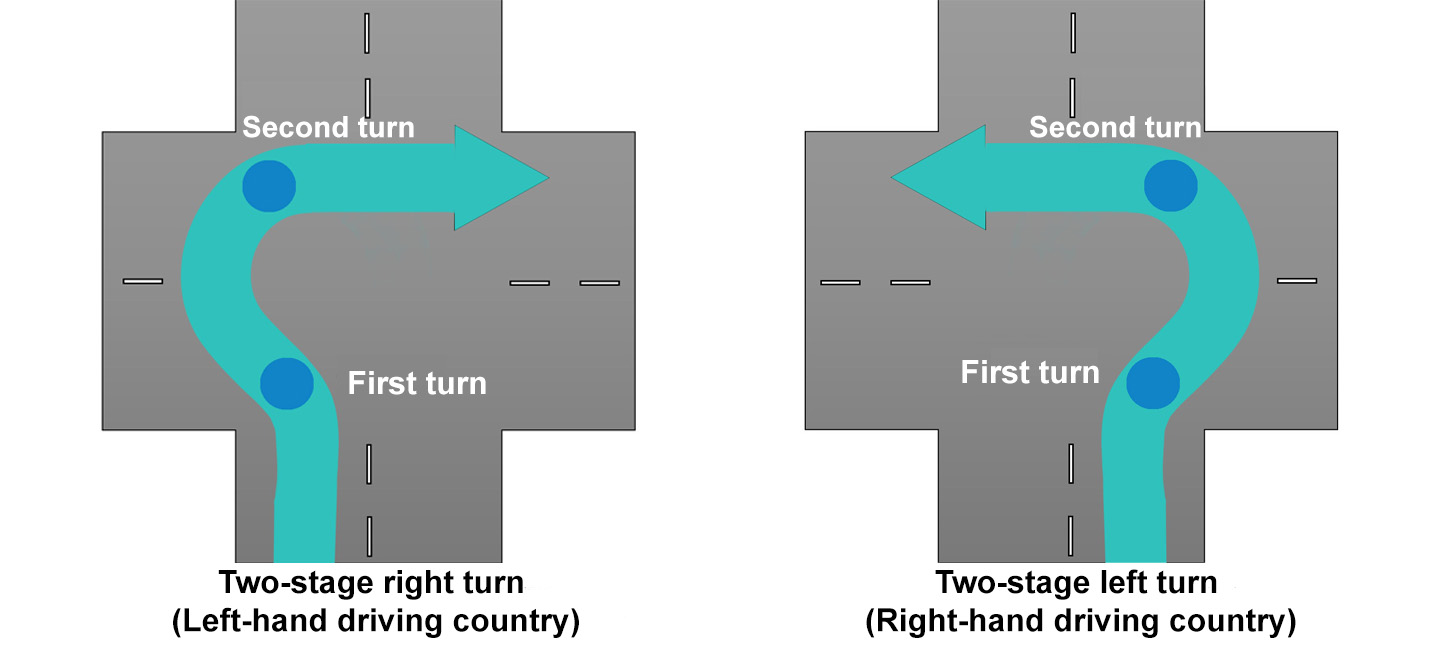 Second turn
First turn
Two-stage right turn
(Left-hand driving country)
Second turn
First turn
Two-stage left turn
(Right-hand driving country)